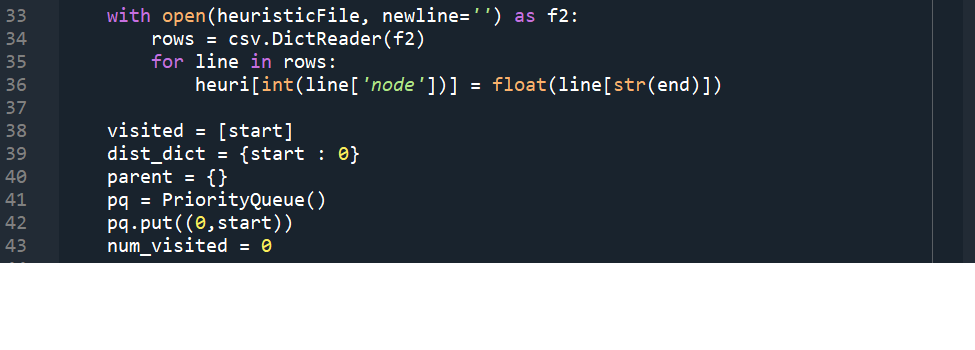 33        with open(heuristicFile, newline='') as f2:
34            rows = csv.DictReader(f2)
35            for line in rows:
36                heuri[int(line['node'])] = float(line[str(end)])
37
38        visited = [start]
39        dist_dict = {start : 0}
40        parent = {}
41        pq = PriorityQueue()
42        pq.put((0,start))
43        num_visited = 0